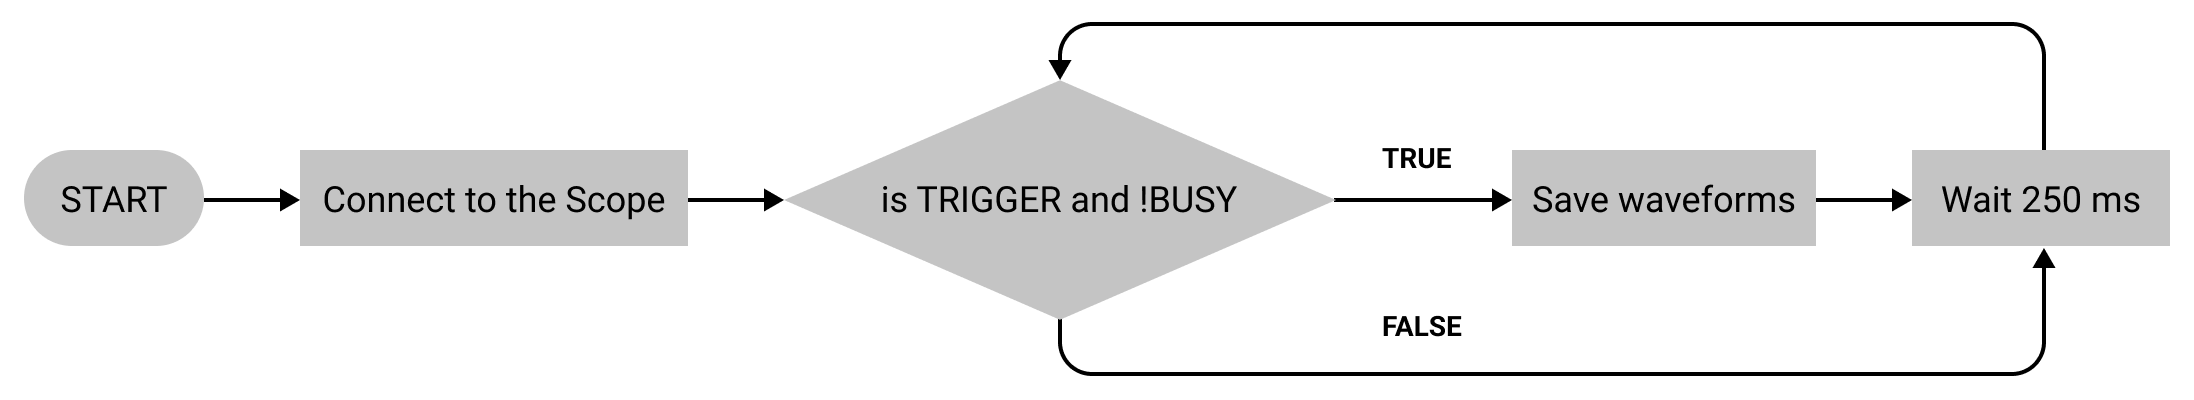 START
Connect to the Scope
is TRIGGER and !BUSY
TRUE
Save waveforms
Wait 250 ms
FALSE